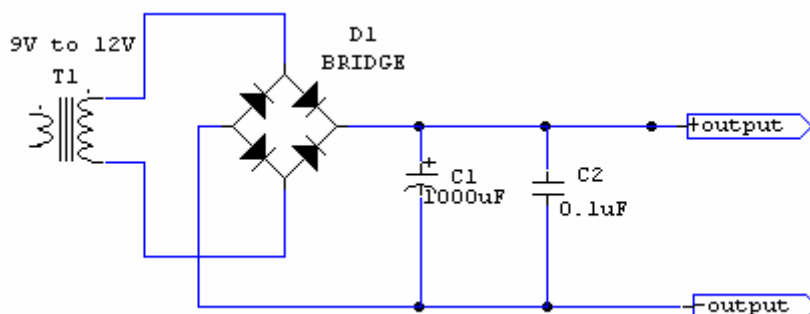 9V to 12V
T1
D1
BRIDGE
+output
C1
1000uF
C2
0.1uF
-output